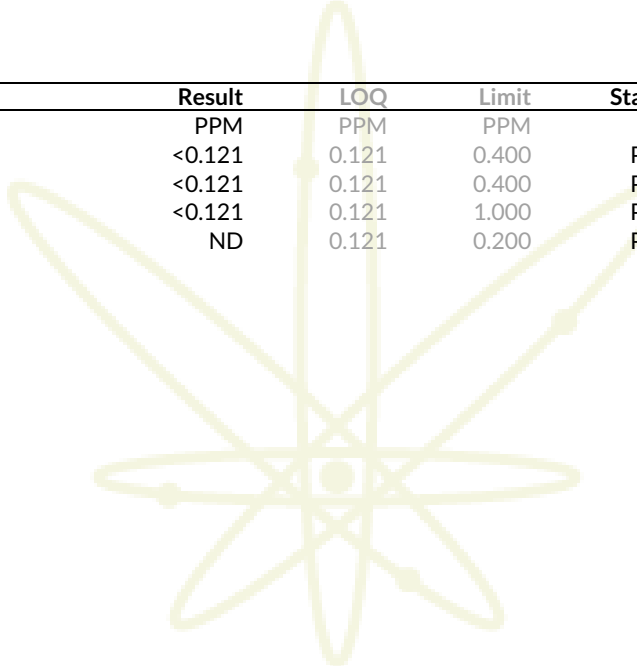 Result LOQ Limit Sta
PPM PPM PPM
<0.121 0.121 0.400 P
<0.121 0.121 0.400 P
<0.121 0.121 1.000 P
ND 0.121 0.200 P